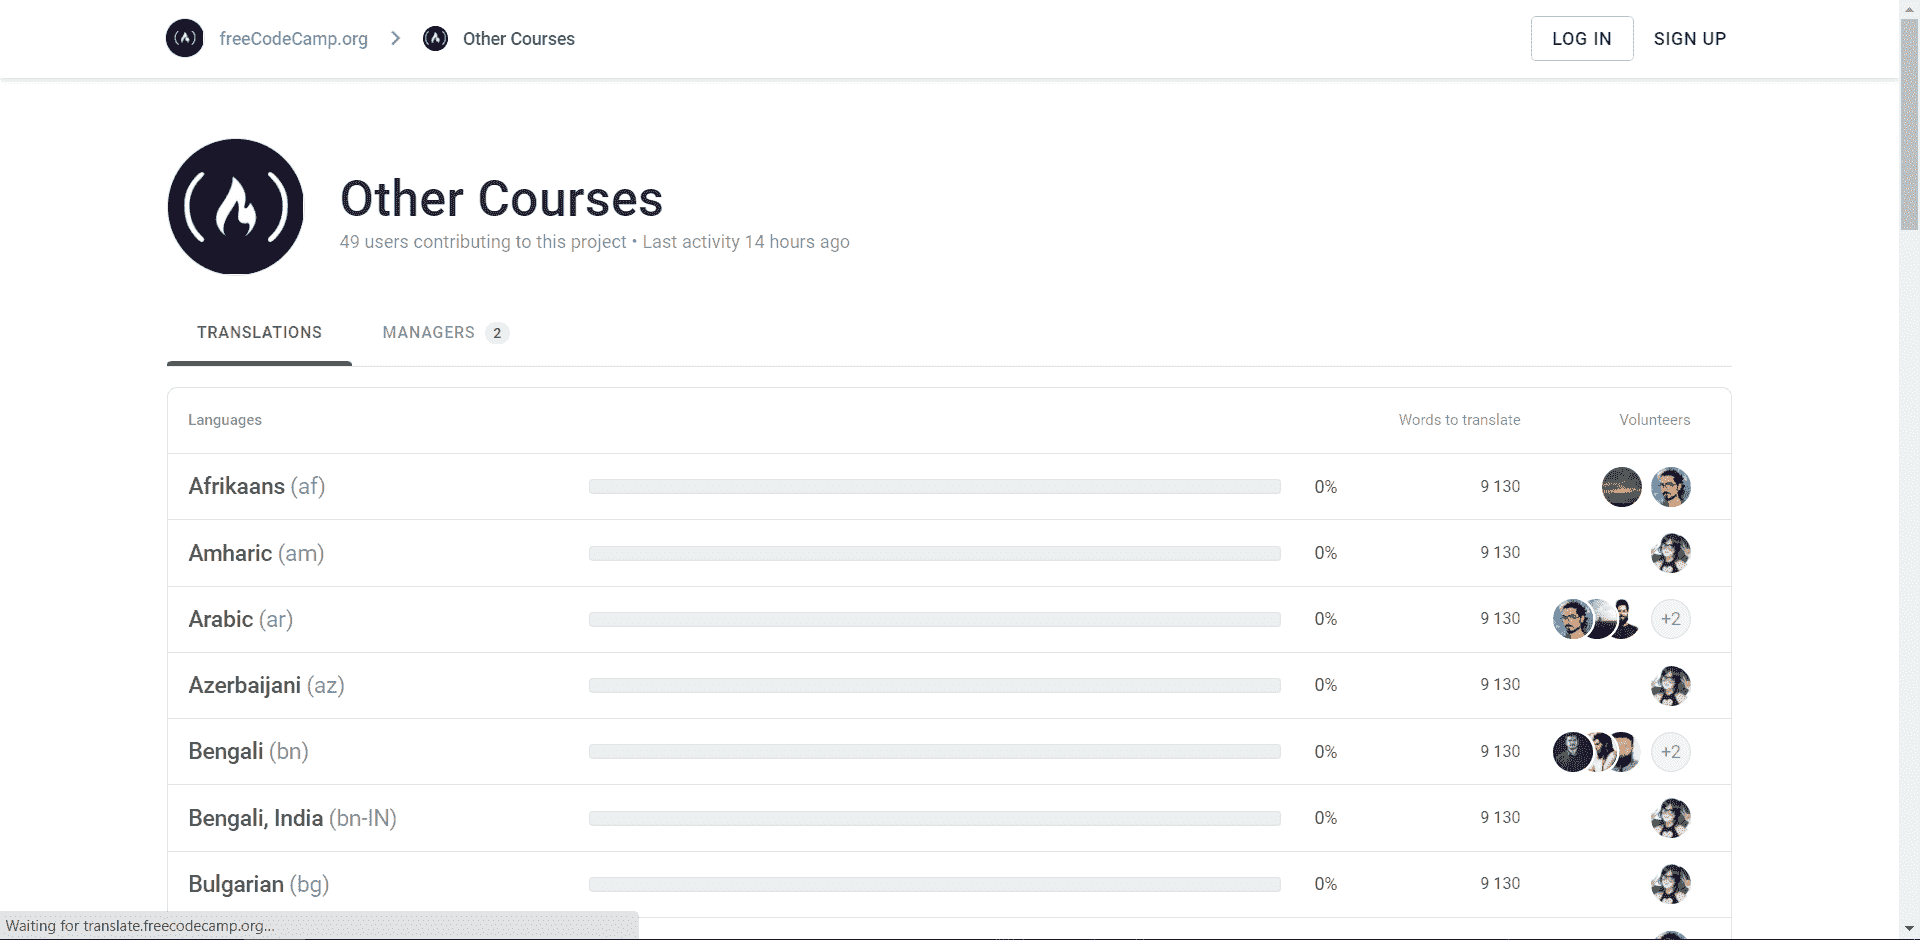 freeCodeCamp.org Other Courses LOG IN SIGN UP
Other Courses
49 users contributing to this project • Last activity 14 hours ago
TRANSLATIONS MANAGERS 2
Languages Words to translate Volunteers
Afrikaans (af) 0% 9 130
Amharic (am) 0% 9 130
Arabic (ar) 0% 9 130 +2
Azerbaijani (az) 0% 9 130
Bengali (bn) 0% 9 130 +2
Bengali, India (bn-IN) 0% 9 130
Bulgarian (bg) 0% 9 130
Waiting for translate.freecodecamp.org...